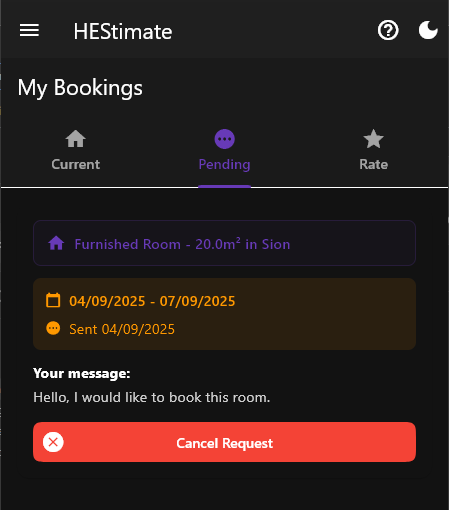 HEStimate
My Bookings
Current Pending Rate
Furnished Room - 20.0m² in Sion
04/09/2025 - 07/09/2025
Sent 04/09/2025
Your message:
Hello, I would like to book this room.
Cancel Request